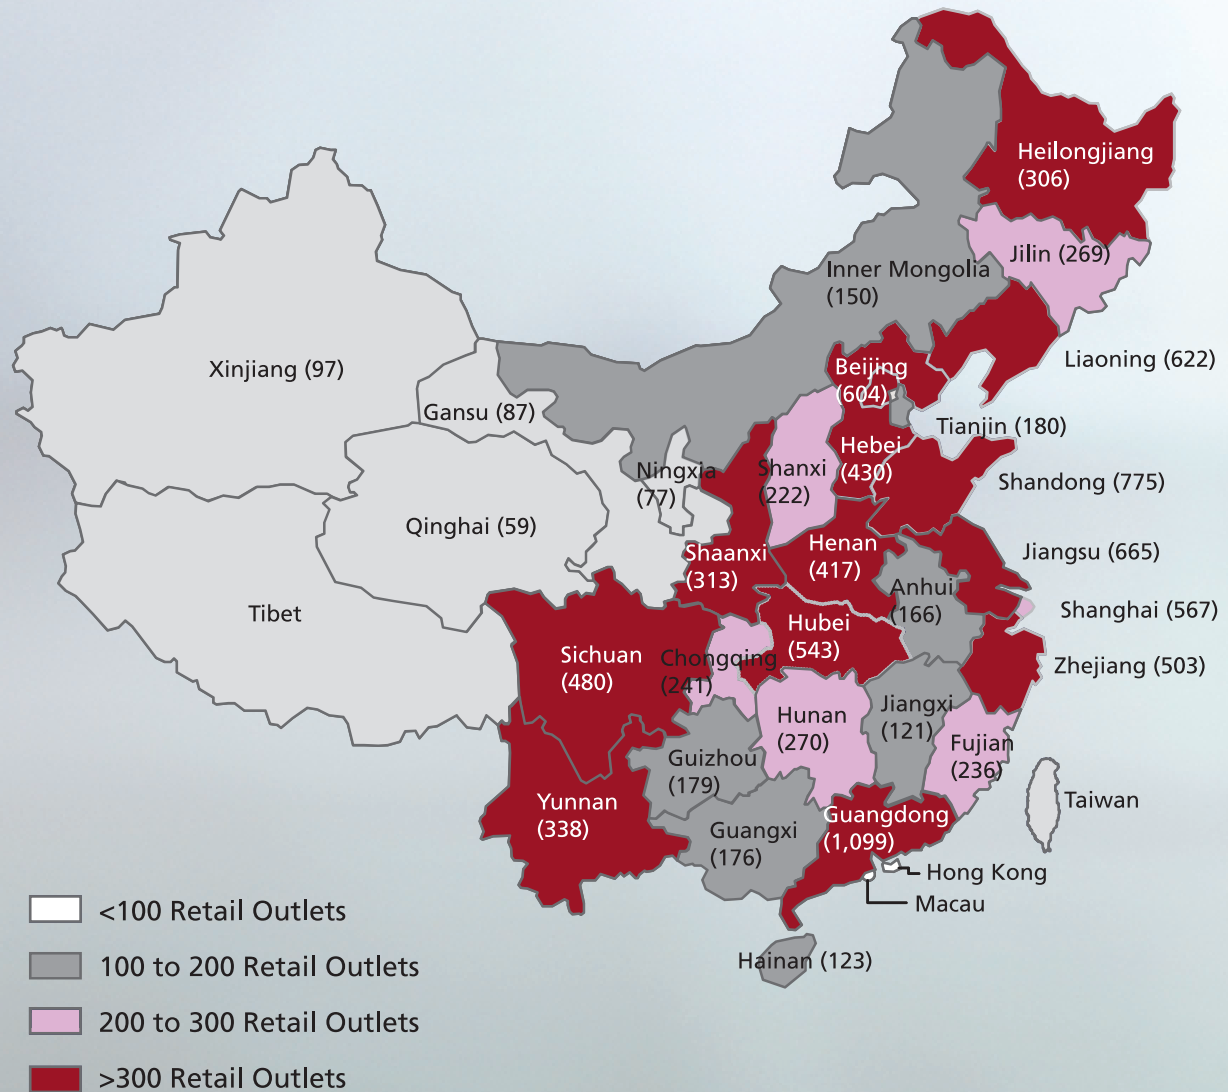 Heilongjiang
(306)
Jilin (269)
Inner Mongolia
(150)
Liaoning (622)
Xinjiang (97)
Beijing
(604)
Gansu (87)
Tianjin (180)
Hebei
(430)
Ningxia
(77)
Shanxi
(222)
Shandong (775)
Qinghai (59)
Shaanxi
(313)
Henan
(417)
Jiangsu (665)
Anhui
(166)
Shanghai (567)
Tibet
Hubei
(543)
Sichuan
(480)
Chongqing
(241)
Zhejiang (503)
Hunan
(270)
Jiangxi
(121)
Fujian
(236)
Guizhou
(179)
Yunnan
(338)
Guangxi
(176)
Guangdong
(1,099)
Taiwan
Hong Kong
Macau
Hainan (123)
<100 Retail Outlets
100 to 200 Retail Outlets
200 to 300 Retail Outlets
>300 Retail Outlets